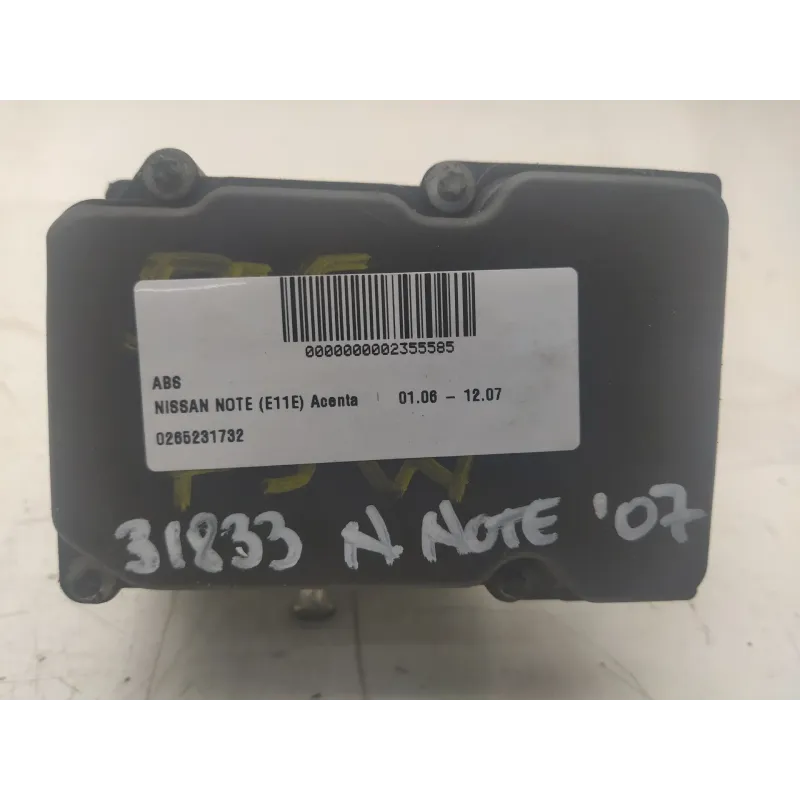 0000000002355585
ABS
NISSAN NOTE (E11E) Acenta | 01.06 - 12.07
0265231732
31833 N NOTE '07